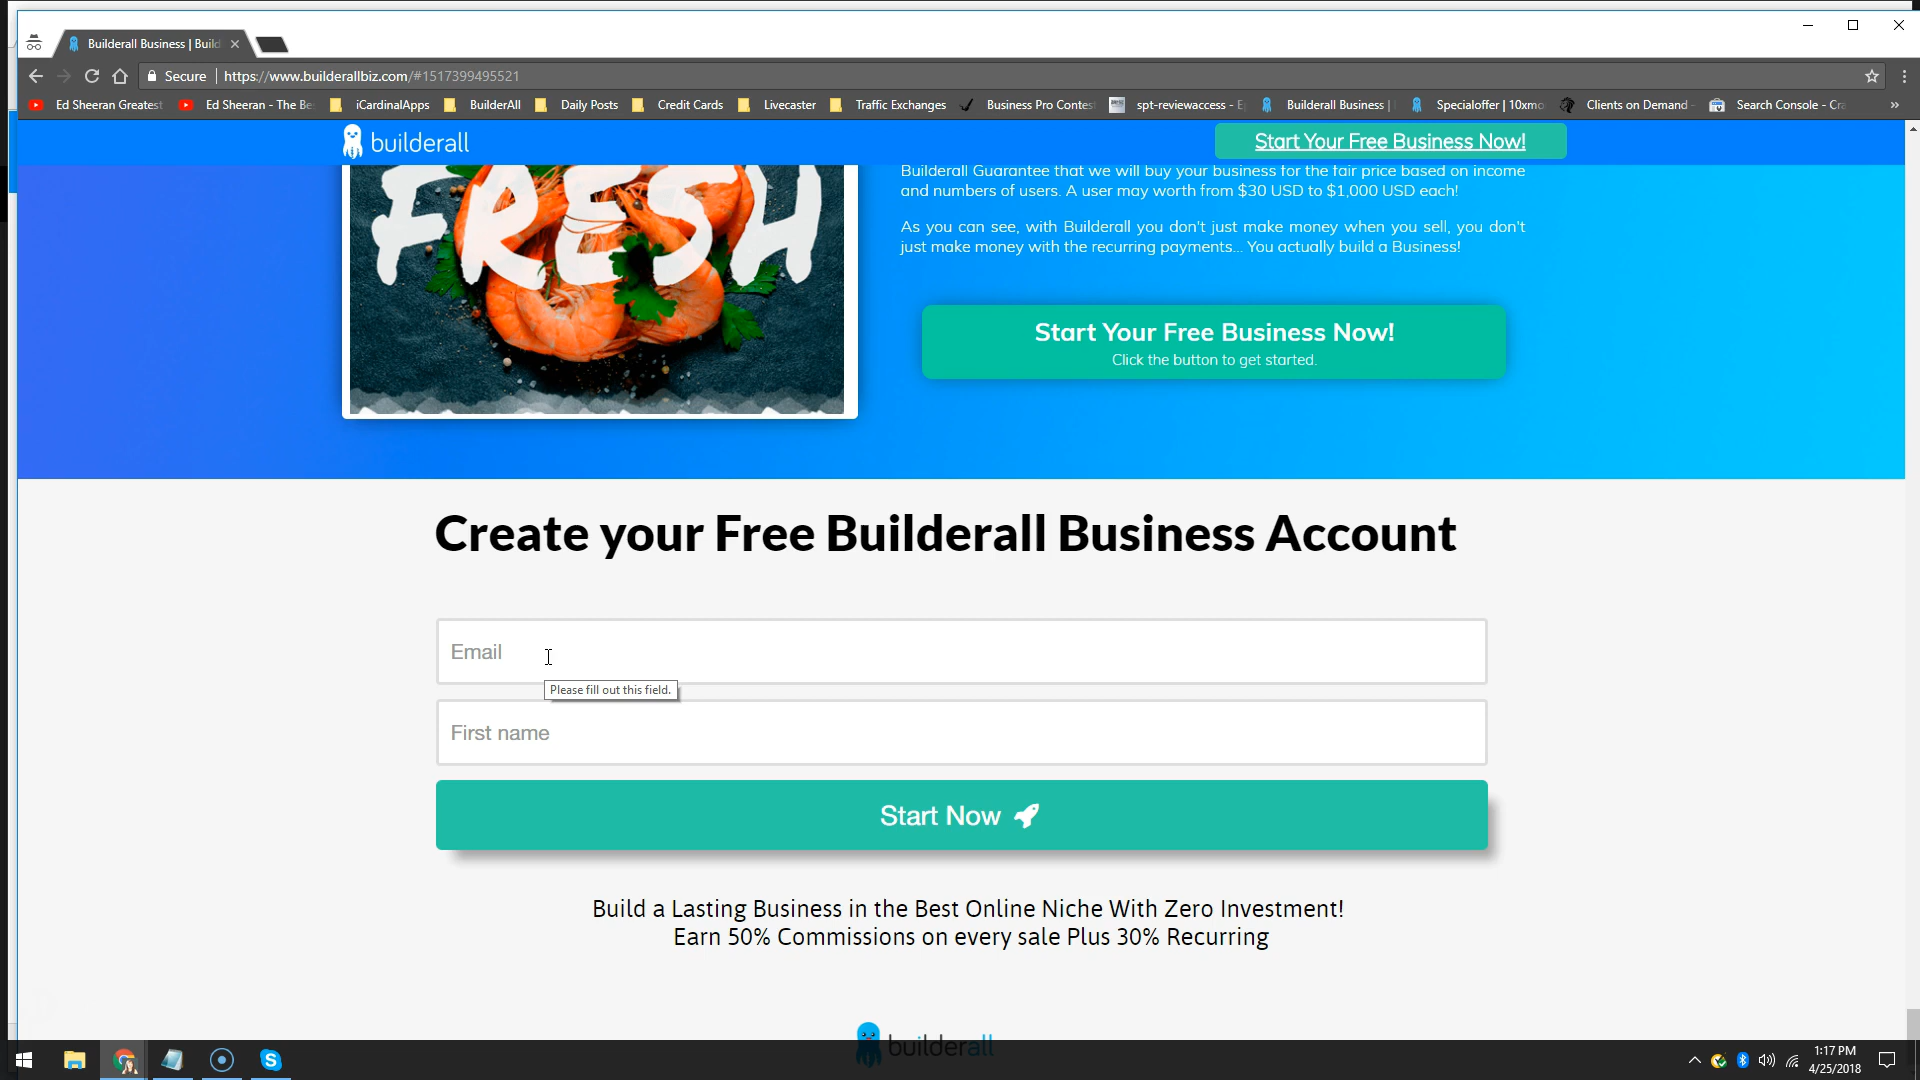 Builderall Business | Build
Secure
https://www.builderallbiz.com/#1517399495521
Ed Sheeran Greatest
Ed Sheeran - The Be
iCardinalApps
BuilderAll
Daily Posts
Credit Cards
Livecaster
Traffic Exchanges
Business Pro Contes
spt-reviewaccess - E
Builderall Business |
Specialoffer | 10xmo
Clients on Demand -
Search Console - Cra
»
builderall
Start Your Free Business Now!
FRESH
Builderall Guarantee that we will buy your business for the fair price based on income
and numbers of users. A user may worth from $30 USD to $1,000 USD each!
As you can see, with Builderall you don't just make money when you sell, you don't
just make money with the recurring payments... You actually build a Business!
Start Your Free Business Now!
Click the button to get started.
Create your Free Builderall Business Account
Email
Please fill out this field.
First name
Start Now
Build a Lasting Business in the Best Online Niche With Zero Investment!
Earn 50% Commissions on every sale Plus 30% Recurring
builderall
1:17 PM
4/25/2018